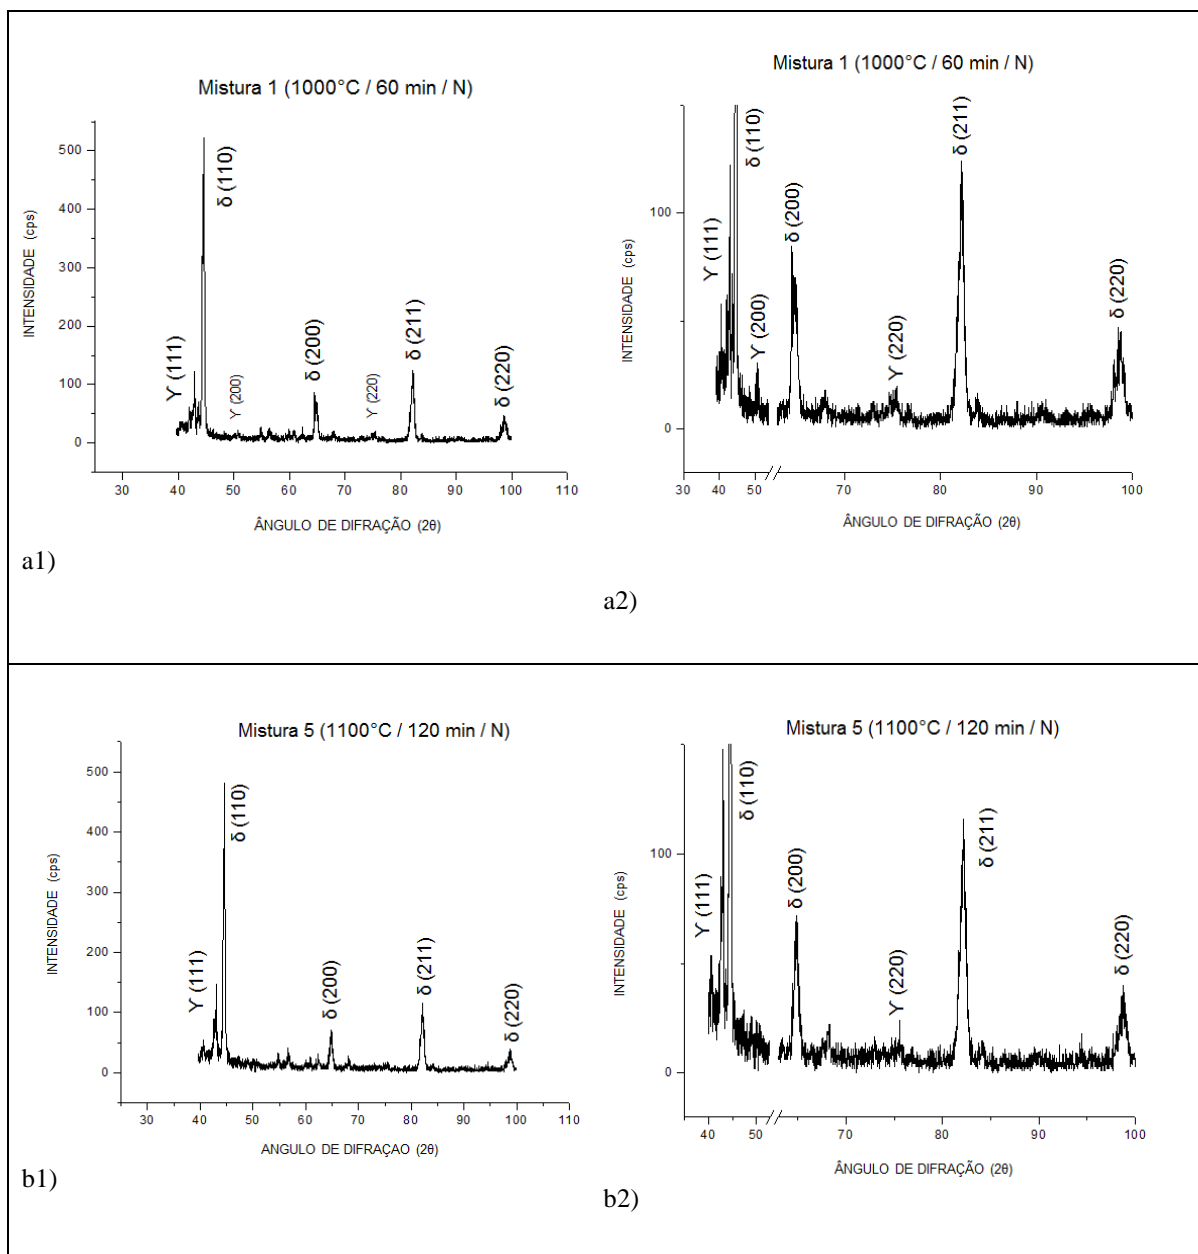 Mistura 1 (1000°C / 60 min / N)
INTENSIDADE (cps)
500
400
300
200
100
0
ϒ (111)
δ (110)
ϒ (200)
δ (200)
ϒ (220)
δ (211)
δ (220)
30 40 50 60 70 80 90 100 110
ÂNGULO DE DIFRAÇÃO (2θ)
a1)
Mistura 1 (1000°C / 60 min / N)
INTENSIDADE (cps)
100
0
ϒ (111)
δ (110)
ϒ (200)
δ (200)
ϒ (220)
δ (211)
δ (220)
30 40 50 70 80 90 100
ÂNGULO DE DIFRAÇÃO (2θ)
a2)
Mistura 5 (1100°C / 120 min / N)
INTENSIDADE (cps)
500
400
300
200
100
0
ϒ (111)
δ (110)
δ (200)
δ (211)
δ (220)
30 40 50 60 70 80 90 100 110
ANGULO DE DIFRAÇAO (2θ)
b1)
Mistura 5 (1100°C / 120 min / N)
INTENSIDADE (cps)
100
0
ϒ (111)
δ (110)
δ (200)
ϒ (220)
δ (211)
δ (220)
40 50 70 80 90 100
ÂNGULO DE DIFRAÇÃO (2θ)
b2)